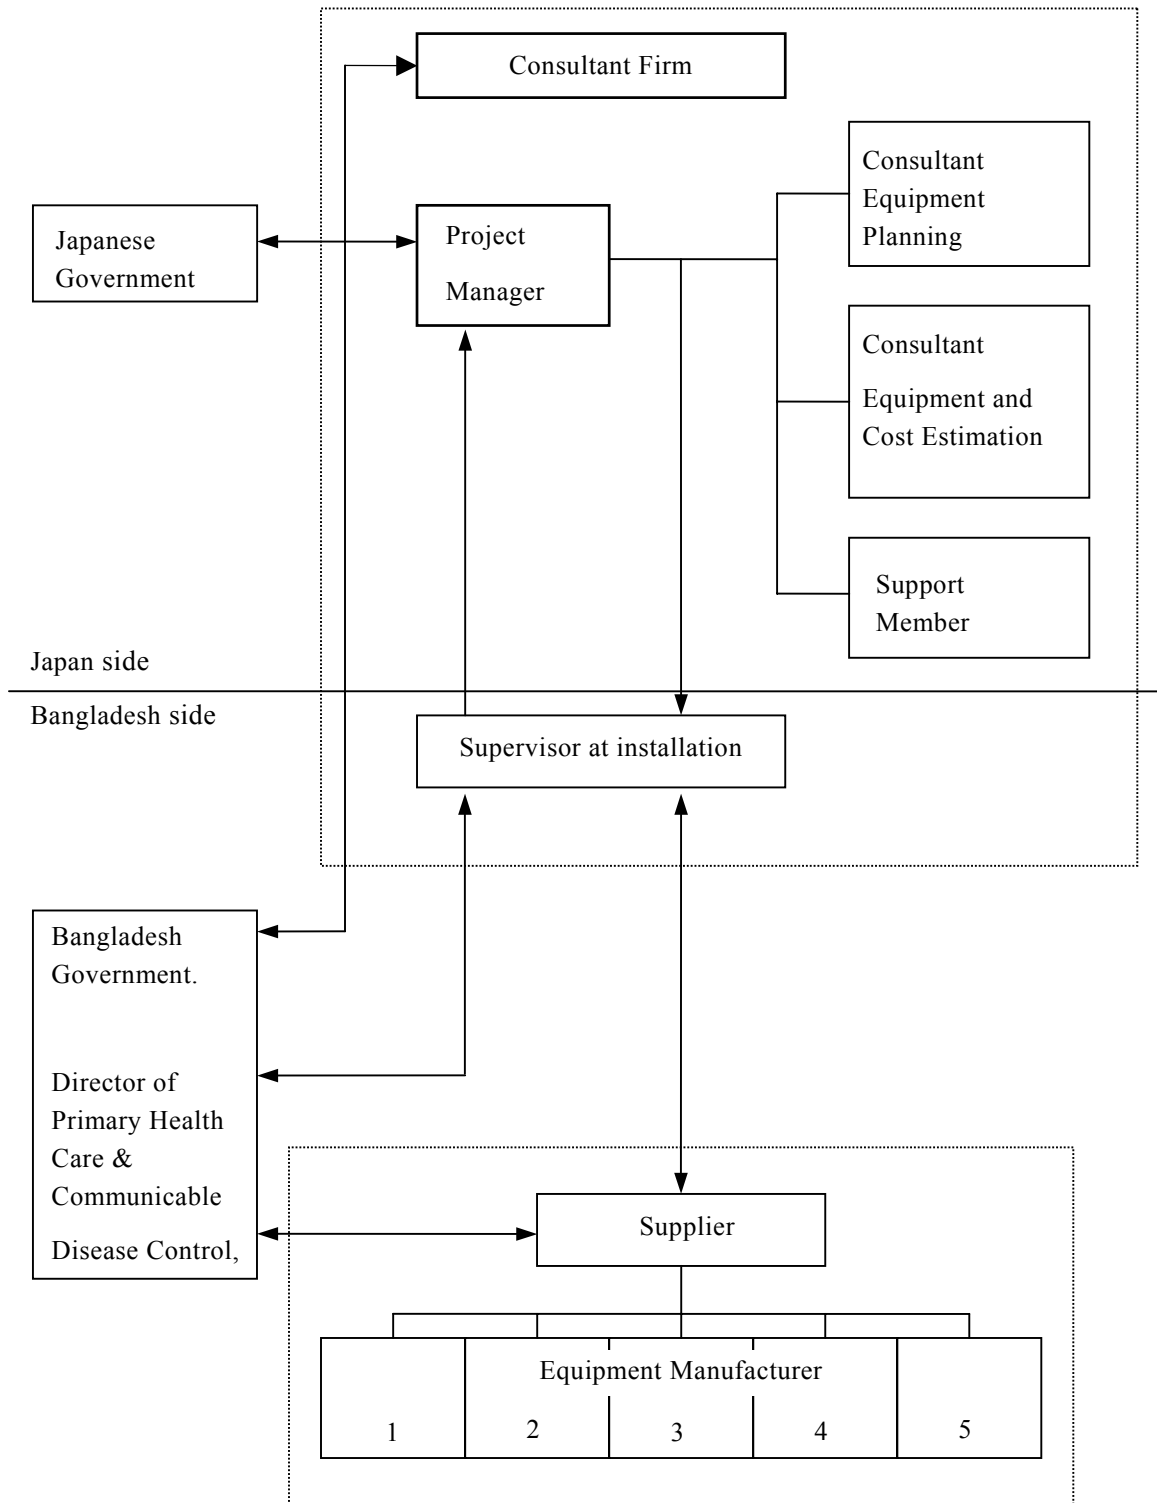 Consultant Firm
Consultant
Equipment
Planning
Japanese
Government
Project
Manager
Consultant
Equipment and
Cost Estimation
Support
Member
Japan side
Bangladesh side
Supervisor at installation
Bangladesh
Government.
Director of
Primary Health
Care &
Communicable
Disease Control,
Supplier
Equipment Manufacturer
1 2 3 4 5